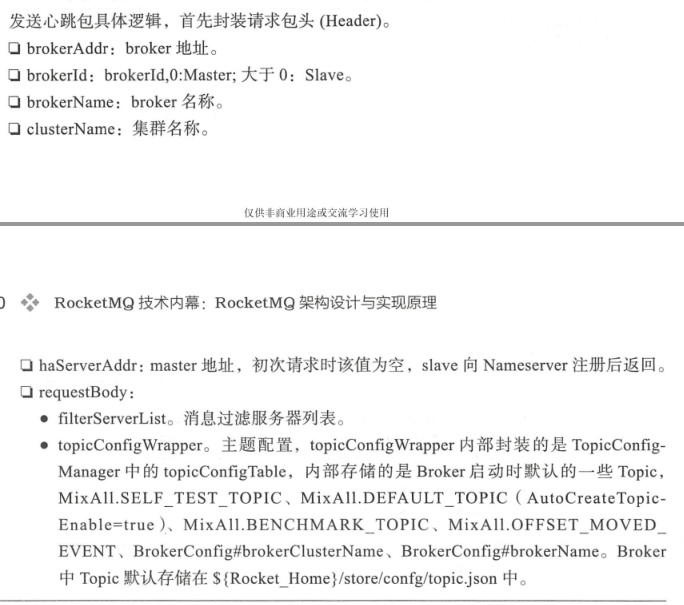 发送心跳包具体逻辑，首先封装请求包头 (Header)。
❏ brokerAddr：broker 地址。
❏ brokerId：brokerId,0:Master; 大于 0：Slave。
❏ brokerName：broker 名称。
❏ clusterName：集群名称。
仅供非商业用途或交流学习使用
❖ RocketMQ 技术内幕：RocketMQ 架构设计与实现原理
❏ haServerAddr：master 地址，初次请求时该值为空，slave 向 Nameserver 注册后返回。
❏ requestBody：
● filterServerList。消息过滤服务器列表。
● topicConfigWrapper。主题配置，topicConfigWrapper 内部封装的是 TopicConfig-
Manager 中的 topicConfigTable，内部存储的是 Broker 启动时默认的一些 Topic，
MixAll.SELF_TEST_TOPIC、MixAll.DEFAULT_TOPIC（AutoCreateTopic-
Enable=true）、MixAll.BENCHMARK_TOPIC、MixAll.OFFSET_MOVED_
EVENT、BrokerConfig#brokerClusterName、BrokerConfig#brokerName。Broker
中 Topic 默认存储在 ${Rocket_Home}/store/confg/topic.json 中。